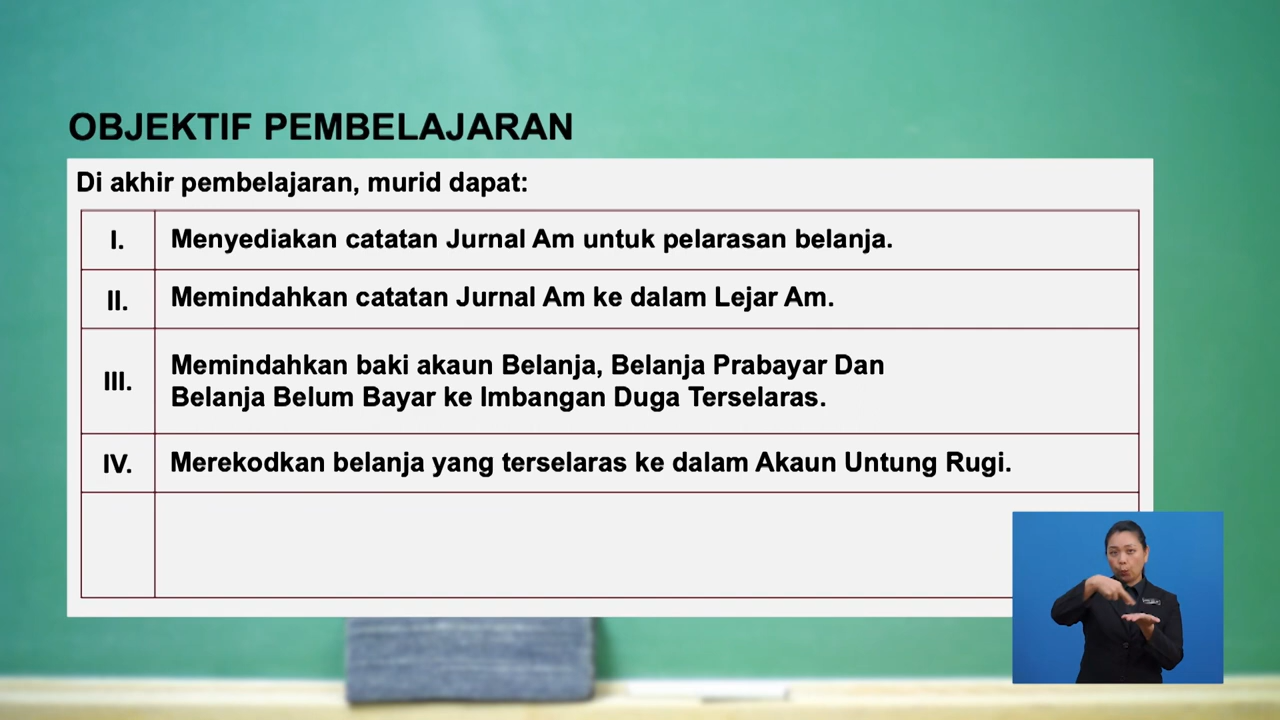 OBJEKTIF PEMBELAJARAN
Di akhir pembelajaran, murid dapat:
I. Menyediakan catatan Jurnal Am untuk pelarasan belanja.
II. Memindahkan catatan Jurnal Am ke dalam Lejar Am.
III. Memindahkan baki akaun Belanja, Belanja Prabayar Dan
Belanja Belum Bayar ke Imbangan Duga Terselaras.
IV. Merekodkan belanja yang terselaras ke dalam Akaun Untung Rugi.